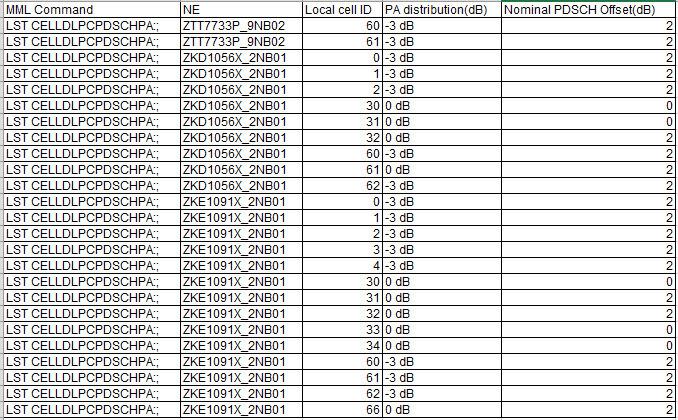 MML Command NE Local cell ID PA distribution(dB) Nominal PDSCH Offset(dB)
LST CELLDLPCPDSCHPA:; ZTT7733P_9NB02 60 -3 dB 2
LST CELLDLPCPDSCHPA:; ZTT7733P_9NB02 61 -3 dB 2
LST CELLDLPCPDSCHPA:; ZKD1056X_2NB01 0 -3 dB 2
LST CELLDLPCPDSCHPA:; ZKD1056X_2NB01 1 -3 dB 2
LST CELLDLPCPDSCHPA:; ZKD1056X_2NB01 2 -3 dB 2
LST CELLDLPCPDSCHPA:; ZKD1056X_2NB01 30 0 dB 0
LST CELLDLPCPDSCHPA:; ZKD1056X_2NB01 31 0 dB 0
LST CELLDLPCPDSCHPA:; ZKD1056X_2NB01 32 0 dB 2
LST CELLDLPCPDSCHPA:; ZKD1056X_2NB01 60 -3 dB 2
LST CELLDLPCPDSCHPA:; ZKD1056X_2NB01 61 0 dB 2
LST CELLDLPCPDSCHPA:; ZKD1056X_2NB01 62 -3 dB 2
LST CELLDLPCPDSCHPA:; ZKE1091X_2NB01 0 -3 dB 2
LST CELLDLPCPDSCHPA:; ZKE1091X_2NB01 1 -3 dB 2
LST CELLDLPCPDSCHPA:; ZKE1091X_2NB01 2 -3 dB 2
LST CELLDLPCPDSCHPA:; ZKE1091X_2NB01 3 -3 dB 2
LST CELLDLPCPDSCHPA:; ZKE1091X_2NB01 4 -3 dB 2
LST CELLDLPCPDSCHPA:; ZKE1091X_2NB01 30 0 dB 0
LST CELLDLPCPDSCHPA:; ZKE1091X_2NB01 31 0 dB 2
LST CELLDLPCPDSCHPA:; ZKE1091X_2NB01 32 0 dB 2
LST CELLDLPCPDSCHPA:; ZKE1091X_2NB01 33 0 dB 0
LST CELLDLPCPDSCHPA:; ZKE1091X_2NB01 34 0 dB 0
LST CELLDLPCPDSCHPA:; ZKE1091X_2NB01 60 -3 dB 2
LST CELLDLPCPDSCHPA:; ZKE1091X_2NB01 61 -3 dB 2
LST CELLDLPCPDSCHPA:; ZKE1091X_2NB01 62 -3 dB 2
LST CELLDLPCPDSCHPA:; ZKE1091X_2NB01 66 0 dB 2